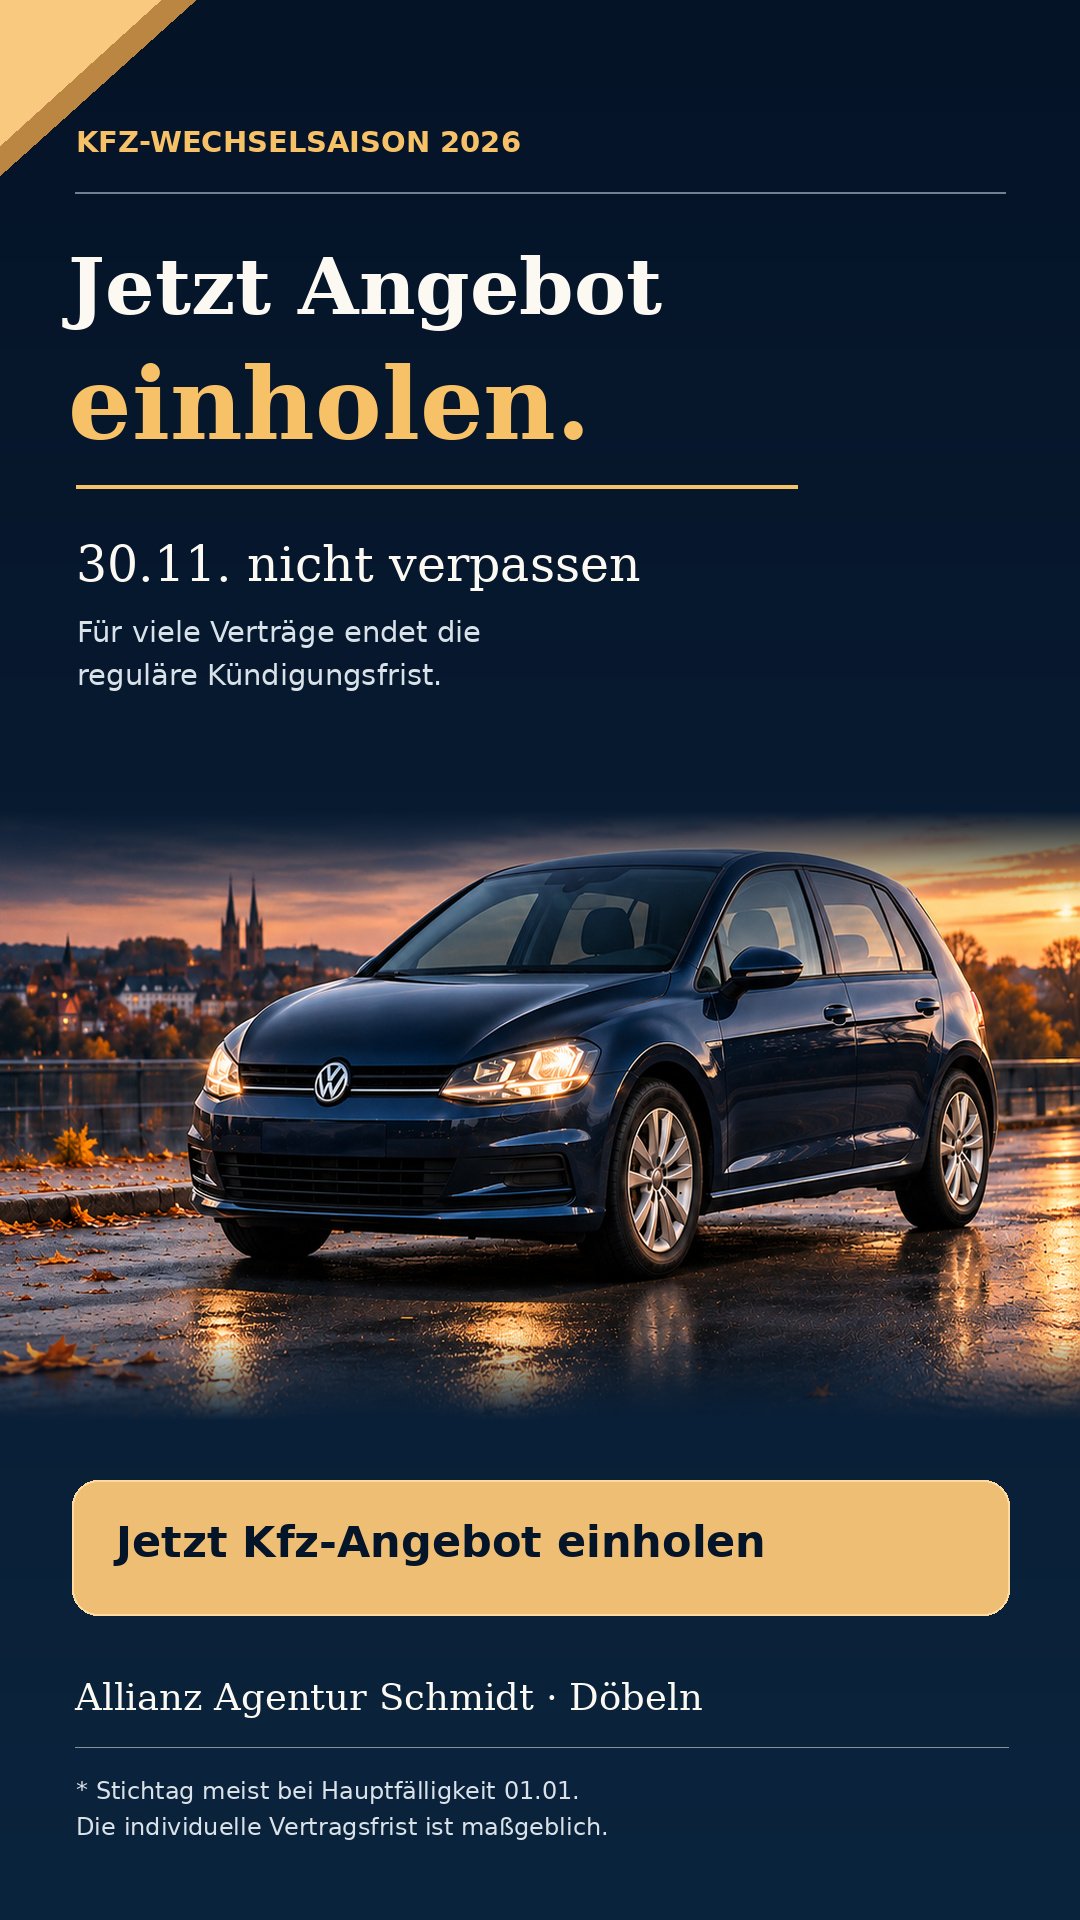 KFZ-WECHSELSAISON 2026
Jetzt Angebot
einholen.
30.11. nicht verpassen
Für viele Verträge endet die
reguläre Kündigungsfrist.
VW
Jetzt Kfz-Angebot einholen
Allianz Agentur Schmidt · Döbeln
* Stichtag meist bei Hauptfälligkeit 01.01.
Die individuelle Vertragsfrist ist maßgeblich.